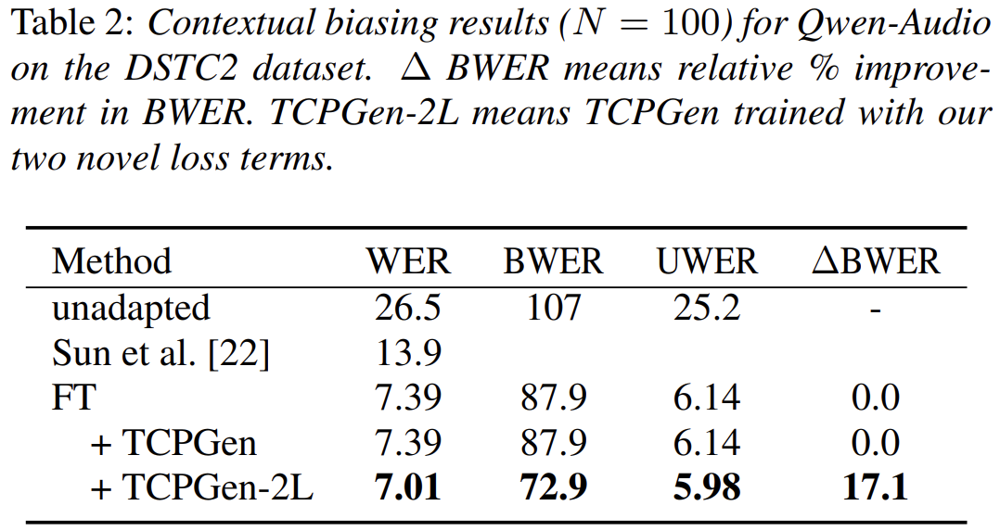 Table 2: Contextual biasing results (N = 100) for Qwen-Audio
on the DSTC2 dataset. Δ BWER means relative % improve-
ment in BWER. TCPGen-2L means TCPGen trained with our
two novel loss terms.
Method WER BWER UWER ΔBWER
unadapted 26.5 107 25.2 -
Sun et al. [22] 13.9
FT 7.39 87.9 6.14 0.0
+ TCPGen 7.39 87.9 6.14 0.0
+ TCPGen-2L 7.01 72.9 5.98 17.1